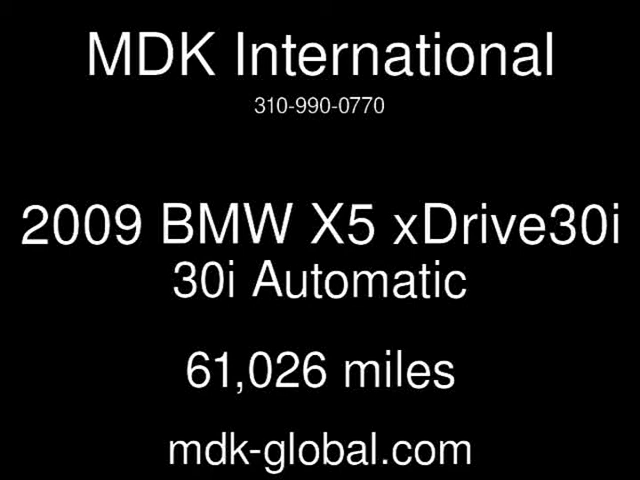 MDK International
310-990-0770
2009 BMW X5 xDrive30i
30i Automatic
61,026 miles
mdk-global.com